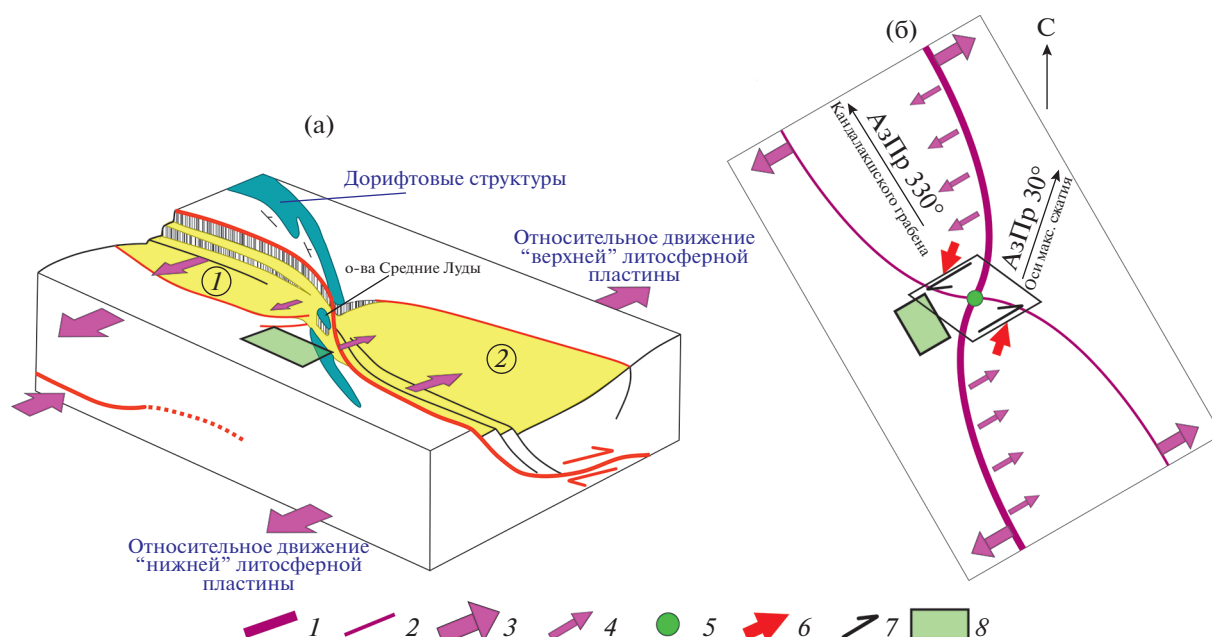 (а)
Дорифтовые структуры
о-ва Средние Луды
Относительное движение
“верхней” литосферной
пластины
1
2
Относительное движение
“нижней” литосферной
пластины
(б)
С
АзПр 330°
Кандалакшского грабена
АзПр 30°
Оси макс. сжатия
1 2 3 4 5 6 7 8